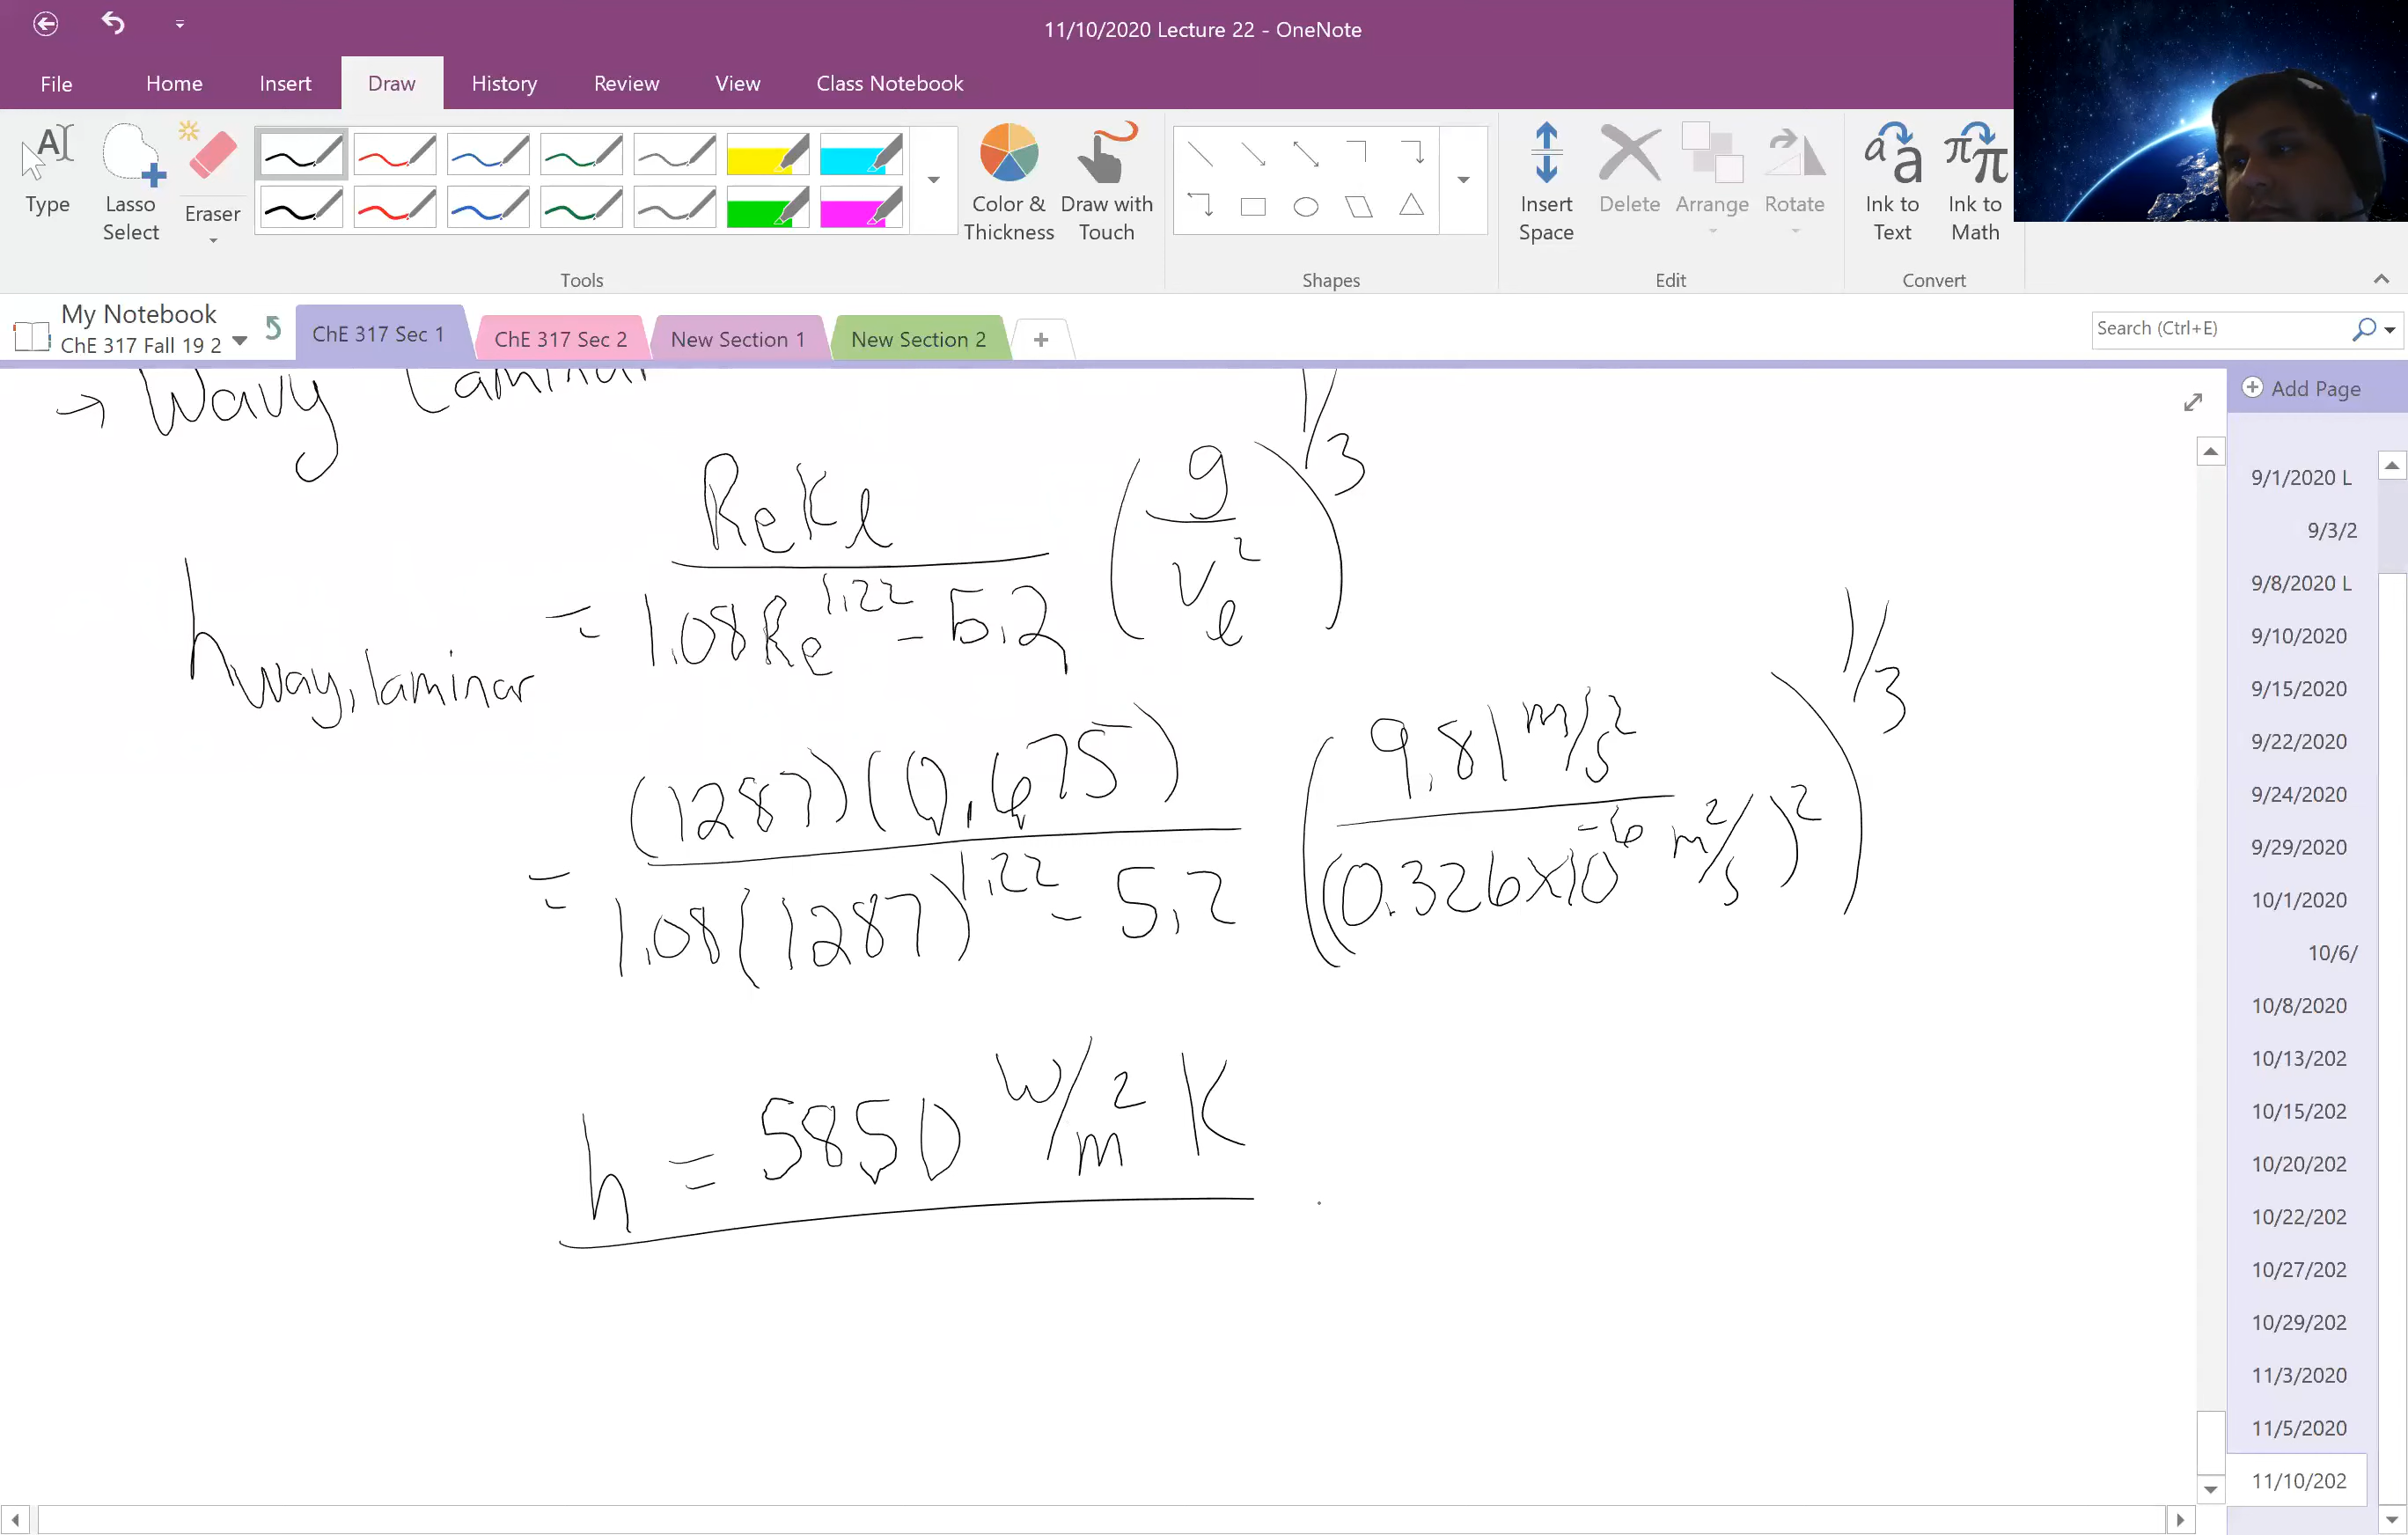 11/10/2020 Lecture 22 - OneNote
File Home Insert Draw History Review View Class Notebook
Type
Lasso Select
Eraser
Color & Thickness
Draw with Touch
Insert Space
Delete
Arrange
Rotate
Ink to Text
Ink to Math
Tools Shapes Edit Convert
My Notebook
ChE 317 Fall 19 2
ChE 317 Sec 1 ChE 317 Sec 2 New Section 1 New Section 2 +
Search (Ctrl+E)
Add Page
9/1/2020 L
9/3/2
9/8/2020 L
9/10/2020
9/15/2020
9/22/2020
9/24/2020
9/29/2020
10/1/2020
10/6/
10/8/2020
10/13/202
10/15/202
10/20/202
10/22/202
10/27/202
10/29/202
11/3/2020
11/5/2020
11/10/202
→ Wavy Laminar
h wavy, laminar = Re K l / (1.08 Re^1.22 - 5.2) (g / ν l ^2)^1/3
= (1287)(0.675) / (1.08(1287)^1.22 - 5.2) (9.81 m/s^2 / (0.326×10^-6 m^2/s)^2)^1/3
h = 5850 W/m^2 K